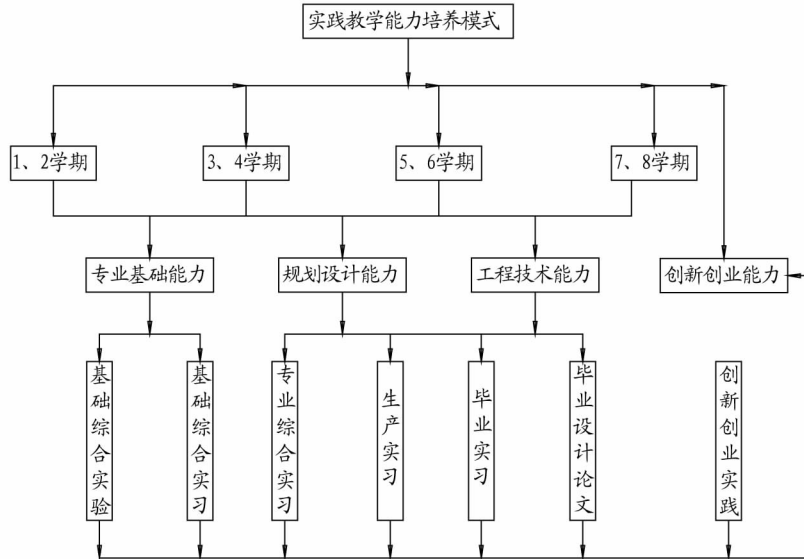 实践教学能力培养模式
1、2学期
3、4学期
5、6学期
7、8学期
专业基础能力
规划设计能力
工程技术能力
创新创业能力
基础综合实验
基础综合实习
专业综合实习
生产实习
毕业实习
毕业设计论文
创新创业实践